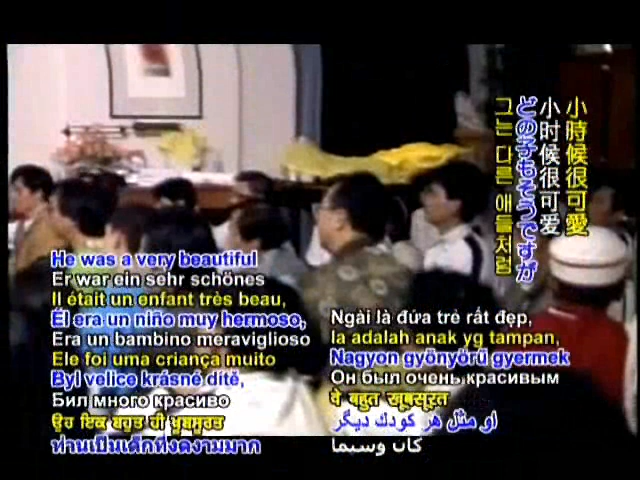 小時候很可愛
小时候很可爱
どの子もそうですが
그는 다른 애들처럼
He was a very beautiful
Er war ein sehr schönes
Il était un enfant très beau,
Él era un niño muy hermoso,
Era un bambino meraviglioso
Ele foi uma criança muito
Byl velice krásné dítě,
Бил много красиво
ਉਹ ਇਕ ਬਹੁਤ ਹੀ ਖੂਬਸੂਰਤ
ท่านเป็นเด็กที่งดงามมาก
Ngài là đứa trẻ rất đẹp,
Ia adalah anak yg tampan,
Nagyon gyönyörű gyermek
Он был очень красивым
वे बहुत खूबसूरत
او مثل هر كودك ديگر
كان وسيما